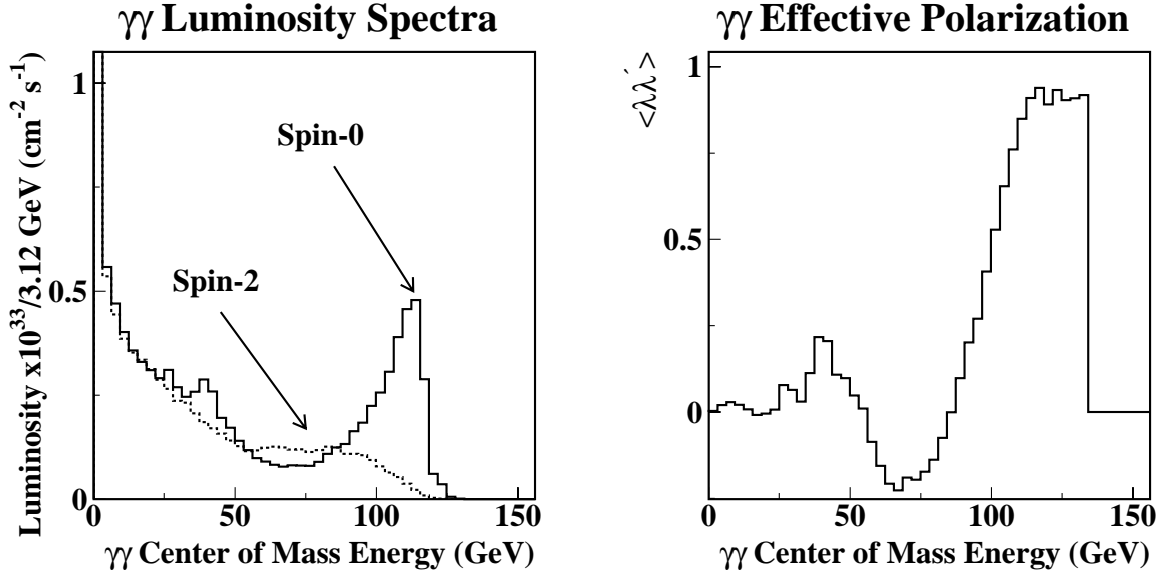 γγ Luminosity Spectra
Luminosity x10³³/3.12 GeV (cm⁻² s⁻¹)
1
0.5
0
Spin-0
Spin-2
0 50 100 150
γγ Center of Mass Energy (GeV)
γγ Effective Polarization
<λλ′>
1
0.5
0
0 50 100 150
γγ Center of Mass Energy (GeV)